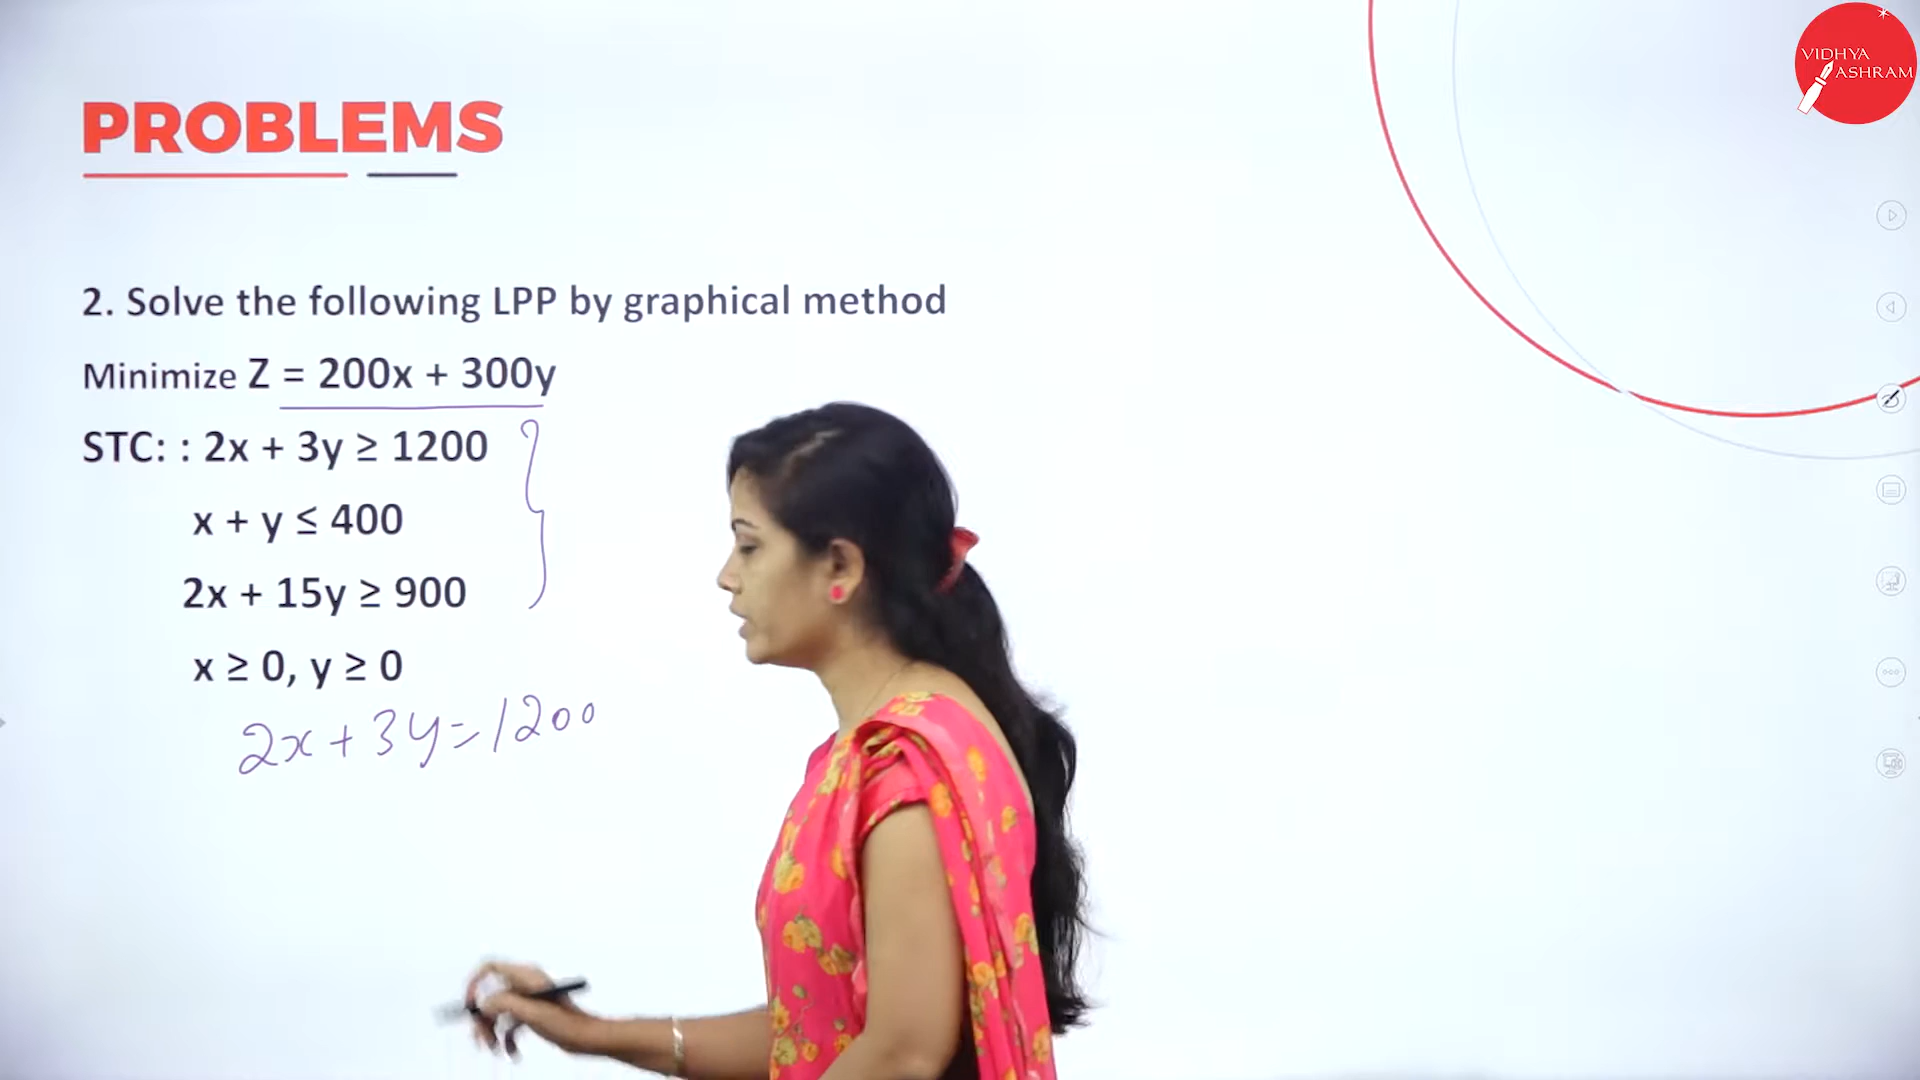 VIDHYA
ASHRAM
PROBLEMS
2. Solve the following LPP by graphical method
Minimize Z = 200x + 300y
STC: : 2x + 3y ≥ 1200
x + y ≤ 400
2x + 15y ≥ 900
x ≥ 0, y ≥ 0
2x+3y=1200